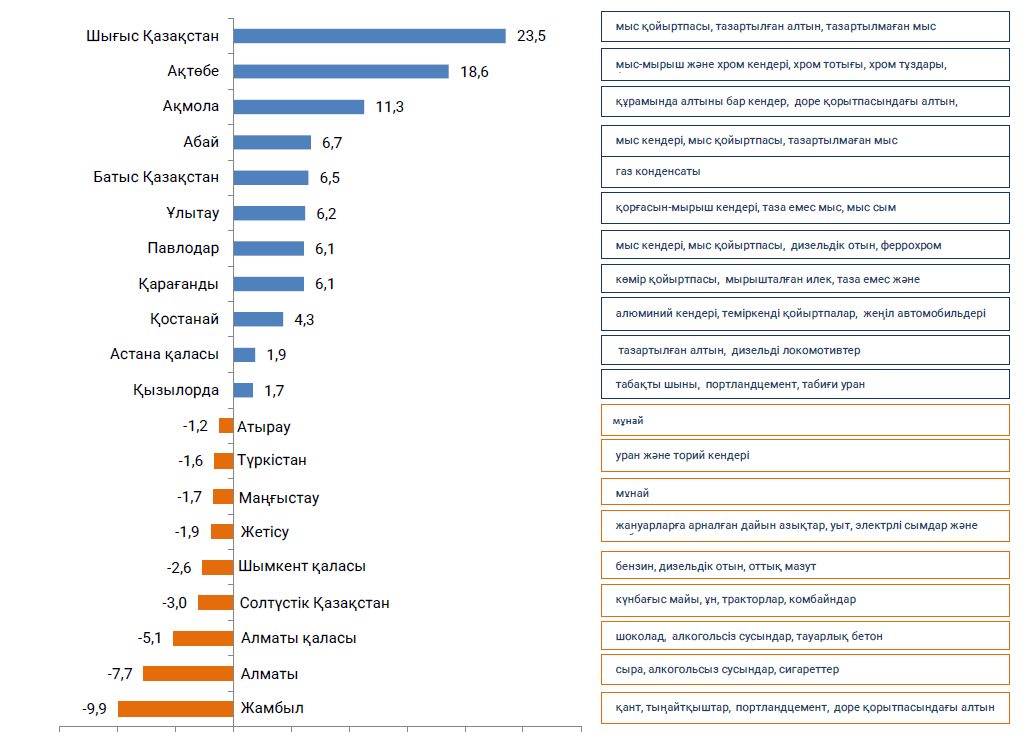 Шығыс Қазақстан 23,5 мыс қойыртпасы, тазартылған алтын, тазартылмаған мыс
Ақтөбе 18,6 мыс-мырыш және хром кендері, хром тотығы, хром тұздары,
Ақмола 11,3 құрамында алтыны бар кендер, доре қорытпасындағы алтын,
Абай 6,7 мыс кендері, мыс қойыртпасы, тазартылмаған мыс
Батыс Қазақстан 6,5 газ конденсаты
Ұлытау 6,2 қорғасын-мырыш кендері, таза емес мыс, мыс сым
Павлодар 6,1 мыс кендері, мыс қойыртпасы, дизельдік отын, феррохром
Қарағанды 6,1 көмір қойыртпасы, мырышталған илек, таза емес және
Қостанай 4,3 алюминий кендері, теміркенді қойыртпалар, жеңіл автомобильдері
Астана қаласы 1,9 тазартылған алтын, дизельді локомотивтер
Қызылорда 1,7 табақты шыны, портландцемент, табиғи уран
-1,2 Атырау мұнай
-1,6 Түркістан уран және торий кендері
-1,7 Маңғыстау мұнай
-1,9 Жетісу жануарларға арналған дайын азықтар, уыт, электрлі сымдар және
-2,6 Шымкент қаласы бензин, дизельдік отын, оттық мазут
-3,0 Солтүстік Қазақстан күнбағыс майы, ұн, тракторлар, комбайндар
-5,1 Алматы қаласы шоколад, алкогольсіз сусындар, тауарлық бетон
-7,7 Алматы сыра, алкогольсыз сусындар, сигареттер
-9,9 Жамбыл қант, тыңайтқыштар, портландцемент, доре қорытпасындағы алтын